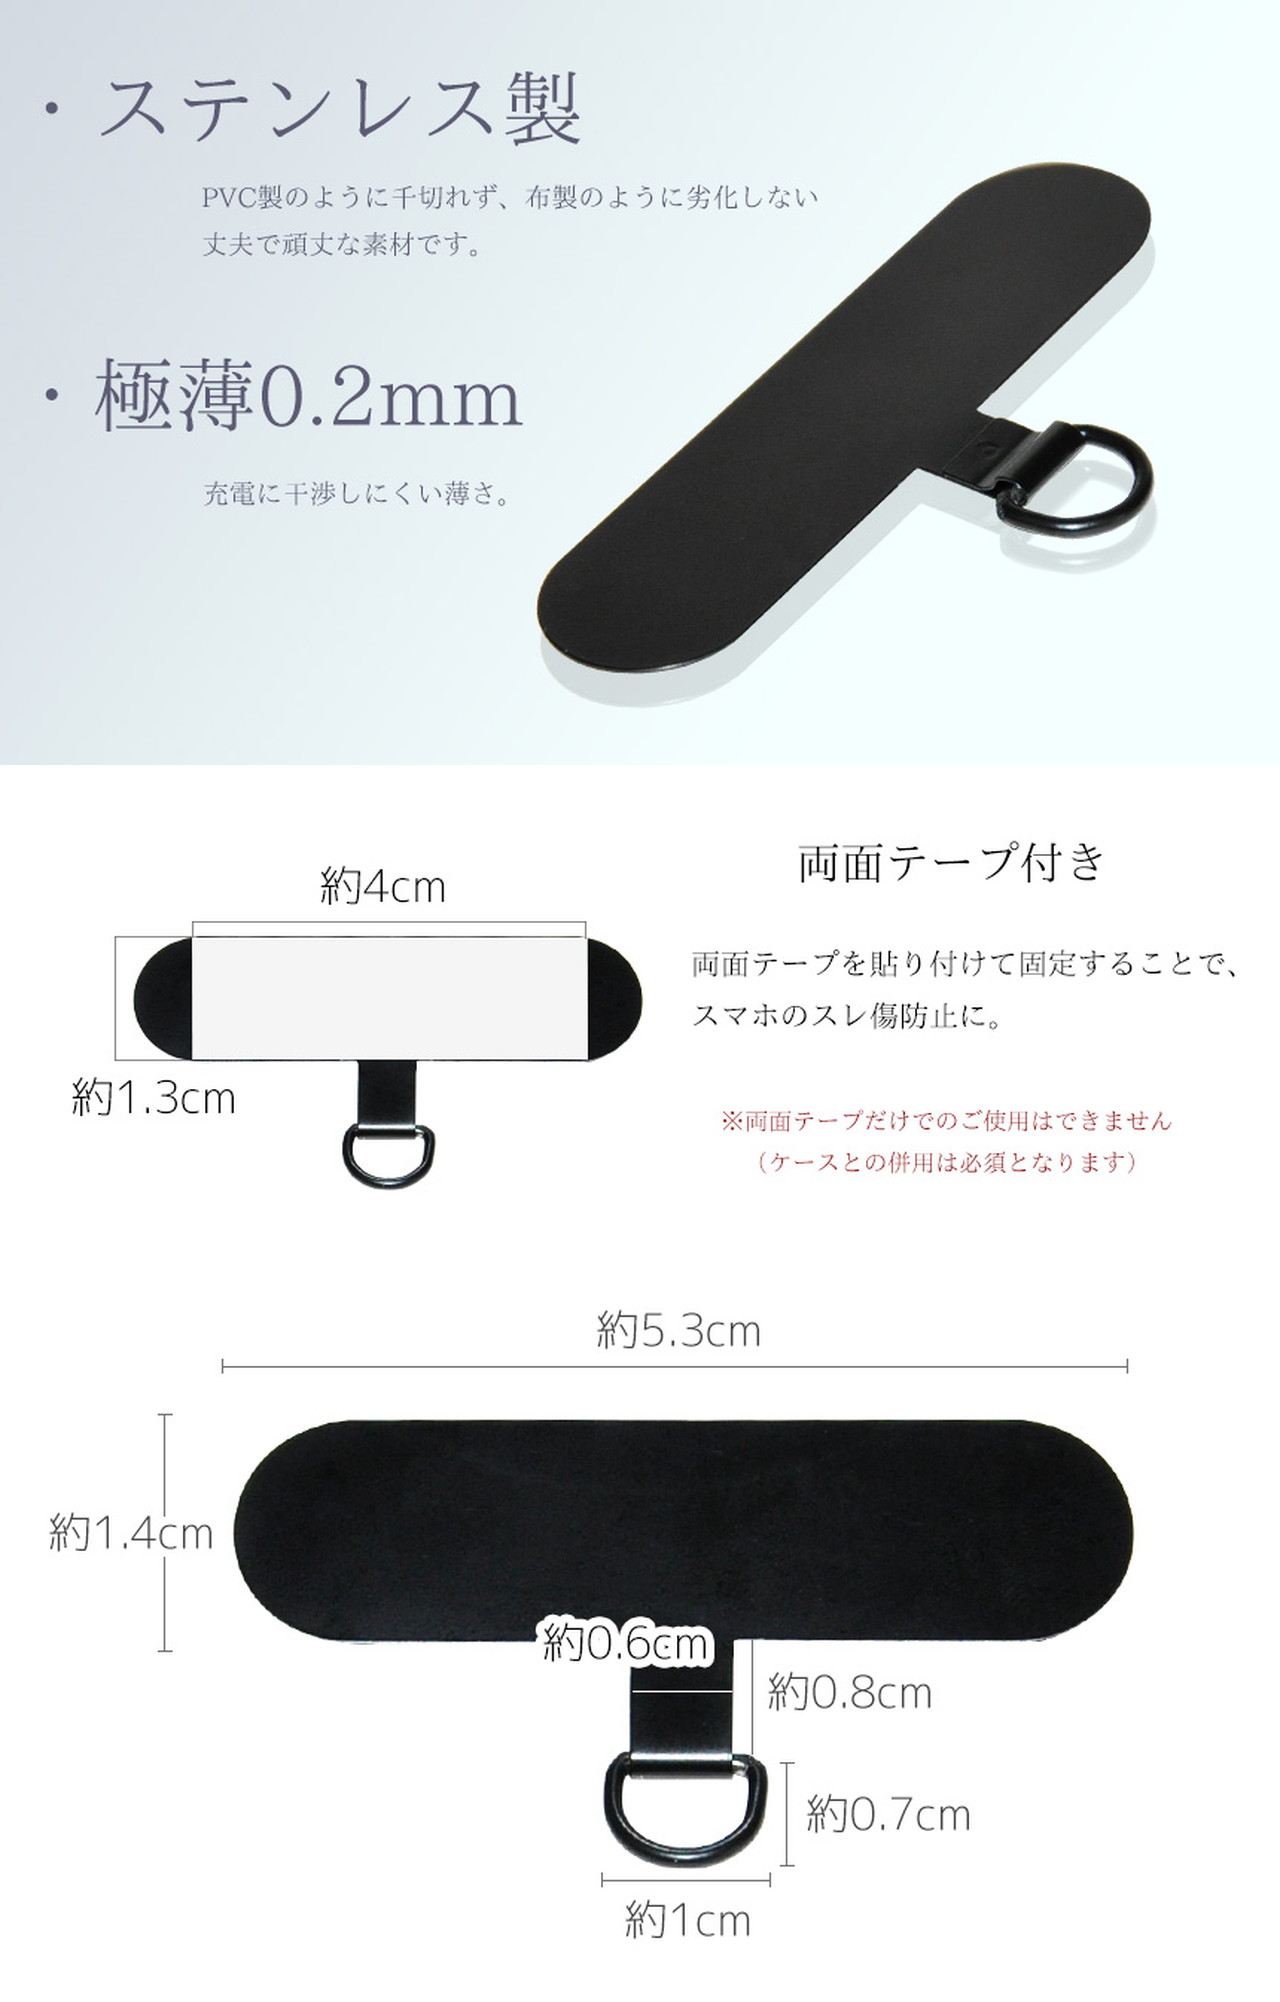 ・ステンレス製
PVC製のように千切れず、布製のように劣化しない
丈夫で頑丈な素材です。
・極薄0.2mm
充電に干渉しにくい薄さ。
両面テープ付き
約4cm
両面テープを貼り付けて固定することで、
スマホのスレ傷防止に。
約1.3cm
※両面テープだけでのご使用はできません
（ケースとの併用は必須となります）
約5.3cm
約1.4cm
約0.6cm
約0.8cm
約0.7cm
約1cm